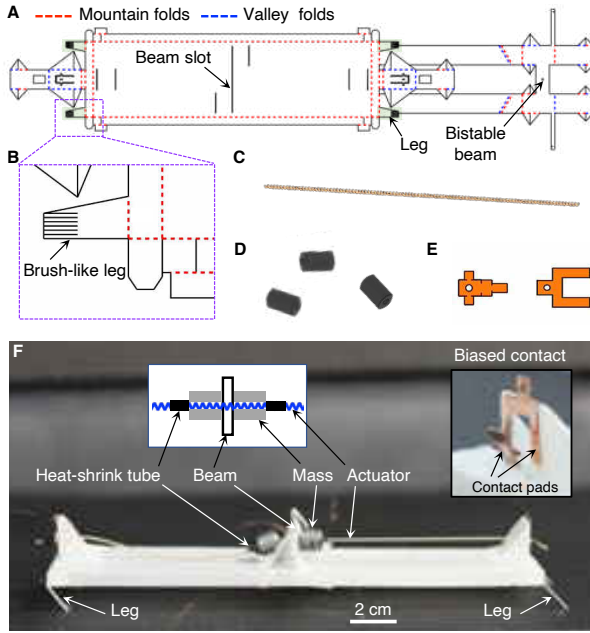 A
Mountain folds
Valley folds
Beam slot
Leg
Bistable
beam
B
Brush-like leg
C
D
E
F
Biased contact
Heat-shrink tube
Beam
Mass
Actuator
Contact pads
Leg
2 cm
Leg